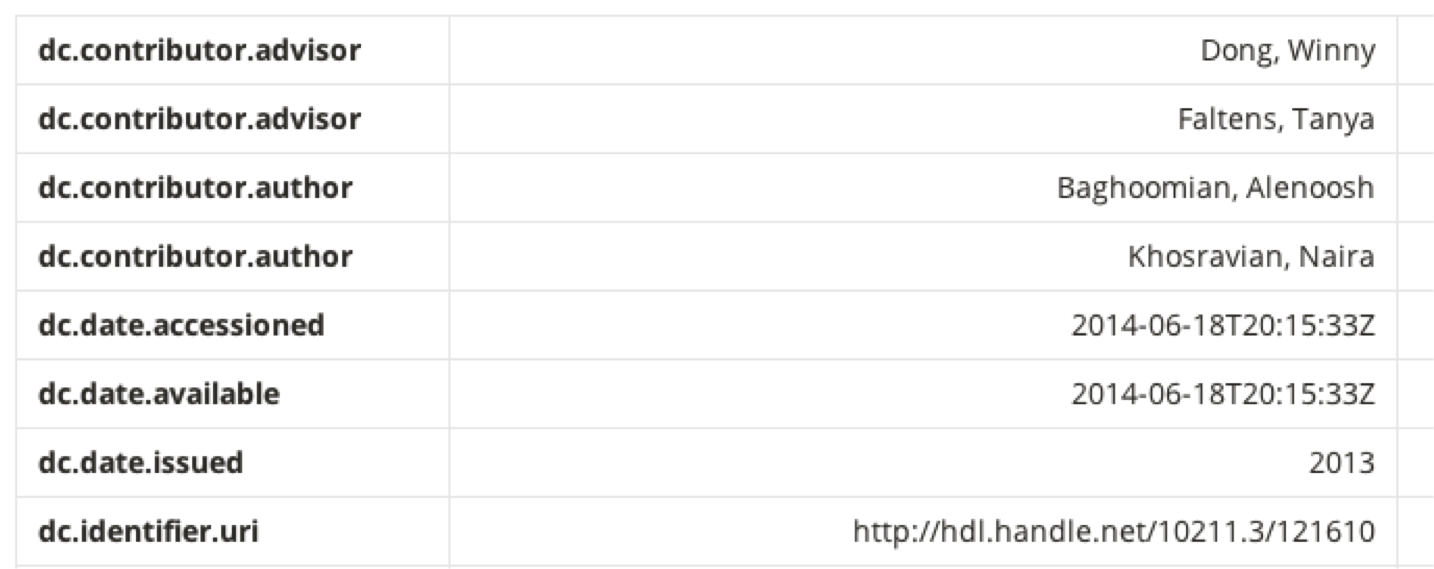 dc.contributor.advisor Dong, Winny
dc.contributor.advisor Faltens, Tanya
dc.contributor.author Baghoomian, Alenoosh
dc.contributor.author Khosravian, Naira
dc.date.accessioned 2014-06-18T20:15:33Z
dc.date.available 2014-06-18T20:15:33Z
dc.date.issued 2013
dc.identifier.uri http://hdl.handle.net/10211.3/121610